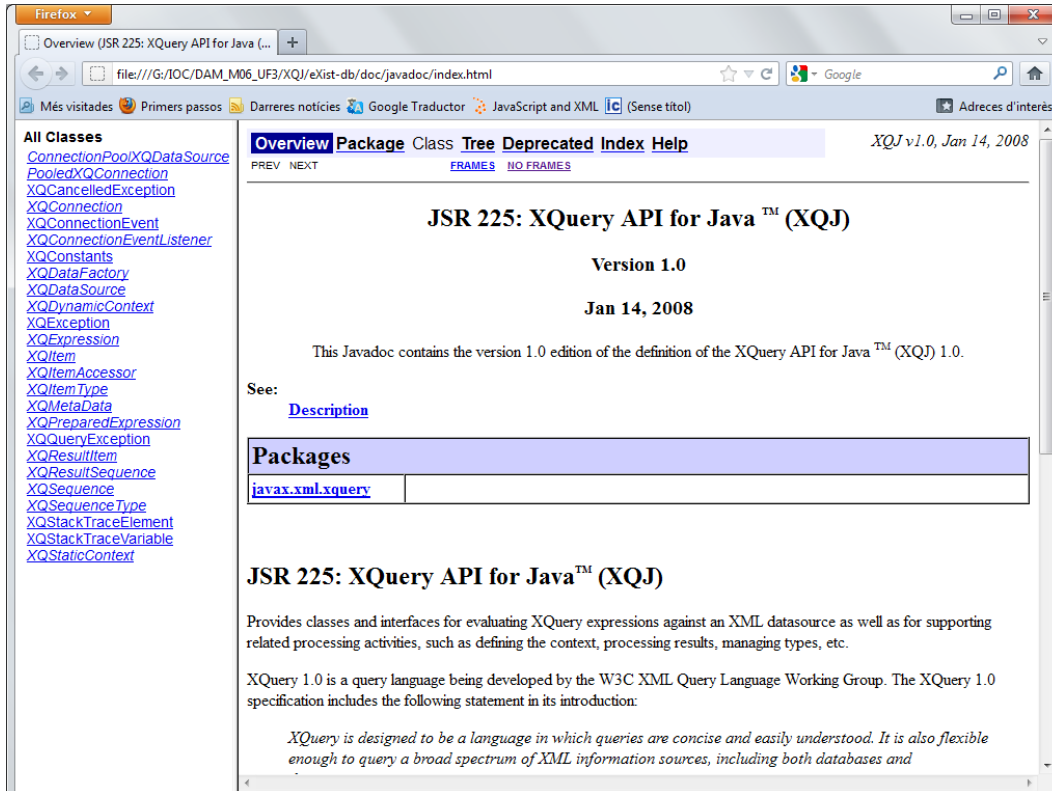 Firefox
Overview (JSR 225: XQuery API for Java (...
file:///G:/IOC/DAM_M06_UF3/XQJ/eXist-db/doc/javadoc/index.html
Google
Més visitades Primers passos Darreres notícies Google Traductor JavaScript and XML (Sense títol) Adreces d'interès
All Classes
ConnectionPoolXQDataSource
PooledXQConnection
XQCancelledException
XQConnection
XQConnectionEvent
XQConnectionEventListener
XQConstants
XQDataFactory
XQDataSource
XQDynamicContext
XQException
XQExpression
XQItem
XQItemAccessor
XQItemType
XQMetaData
XQPreparedExpression
XQQueryException
XQResultItem
XQResultSequence
XQSequence
XQSequenceType
XQStackTraceElement
XQStackTraceVariable
XQStaticContext
Overview Package Class Tree Deprecated Index Help
XQJ v1.0, Jan 14, 2008
PREV NEXT FRAMES NO FRAMES
JSR 225: XQuery API for Java ™ (XQJ)
Version 1.0
Jan 14, 2008
This Javadoc contains the version 1.0 edition of the definition of the XQuery API for Java ™ (XQJ) 1.0.
See:
Description
Packages
javax.xml.xquery
JSR 225: XQuery API for Java™ (XQJ)
Provides classes and interfaces for evaluating XQuery expressions against an XML datasource as well as for supporting
related processing activities, such as defining the context, processing results, managing types, etc.
XQuery 1.0 is a query language being developed by the W3C XML Query Language Working Group. The XQuery 1.0
specification includes the following statement in its introduction:
XQuery is designed to be a language in which queries are concise and easily understood. It is also flexible
enough to query a broad spectrum of XML information sources, including both databases and